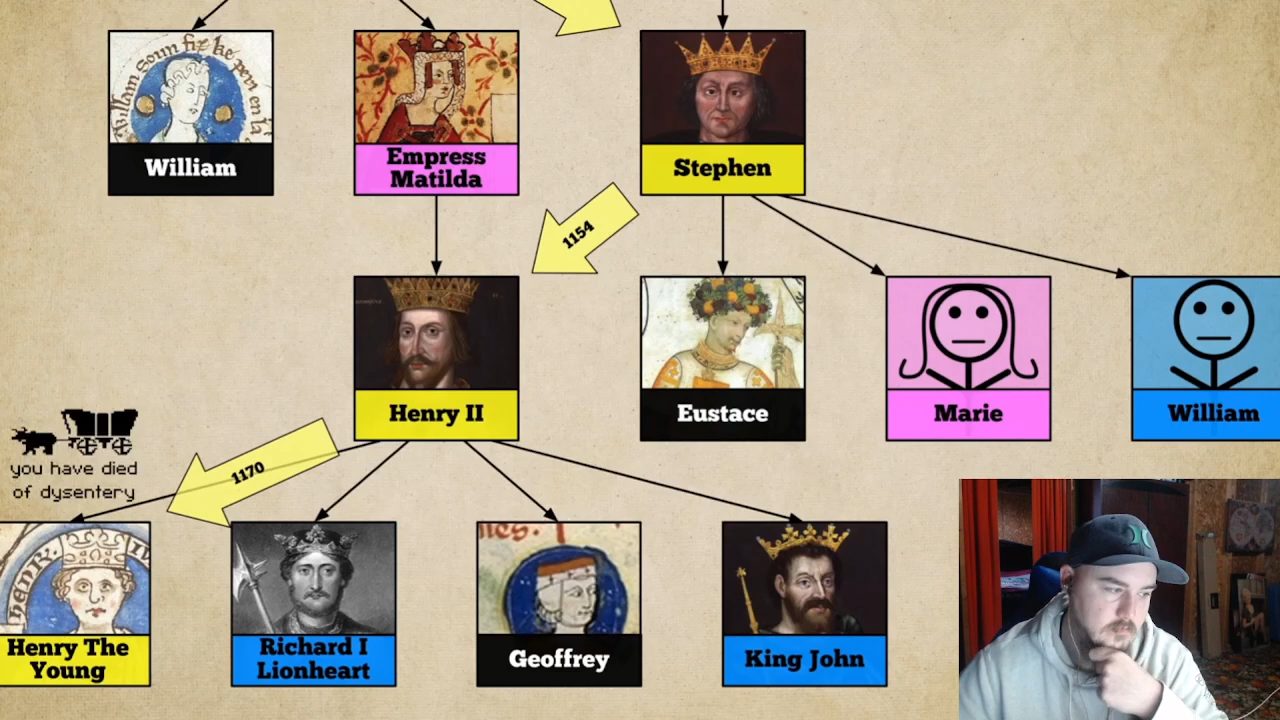 William
Empress
Matilda
Stephen
1154
Henry II
Eustace
Marie
William
you have died
of dysentery
1170
HENR.
Henry The
Young
Richard I
Lionheart
Geoffrey
King John